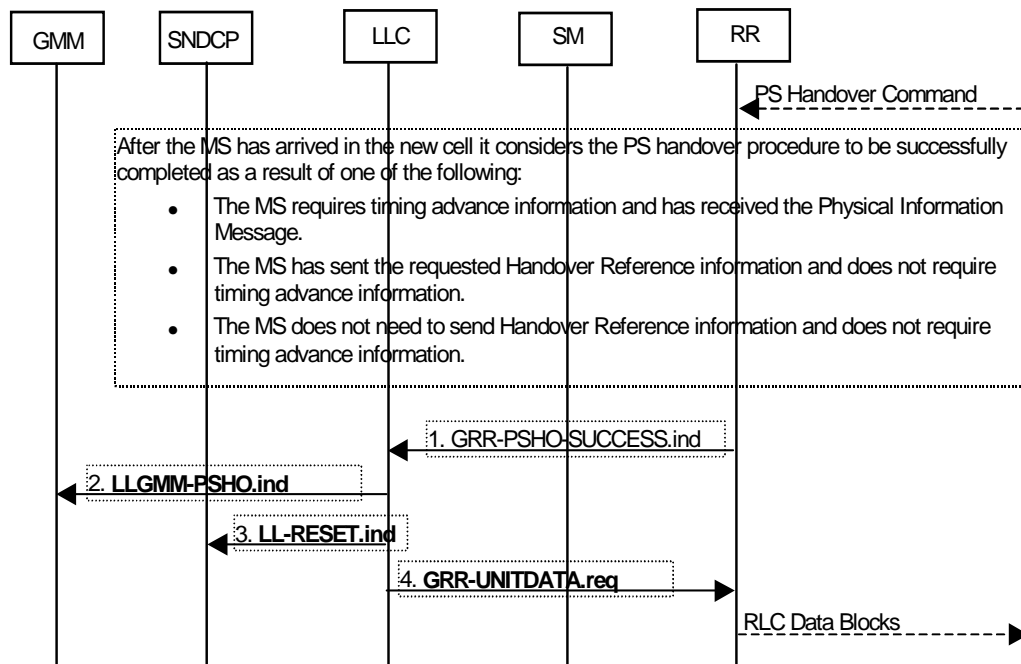 GMM SNDCP LLC SM RR
PS Handover Command
After the MS has arrived in the new cell it considers the PS handover procedure to be successfully
completed as a result of one of the following:
• The MS requires timing advance information and has received the Physical Information
Message.
• The MS has sent the requested Handover Reference information and does not require
timing advance information.
• The MS does not need to send Handover Reference information and does not require
timing advance information.
1. GRR-PSHO-SUCCESS.ind
2. LLGMM-PSHO.ind
3. LL-RESET.ind
4. GRR-UNITDATA.req
RLC Data Blocks